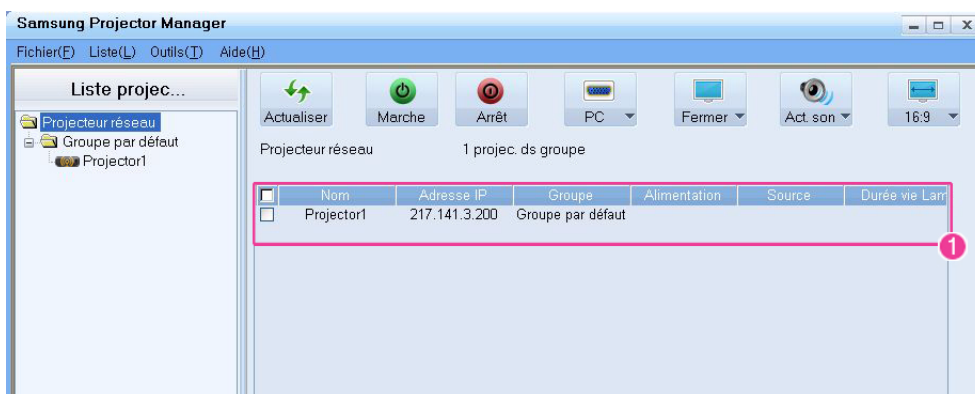 Samsung Projector Manager
Fichier(F) Liste(L) Outils(T) Aide(H)
Liste projec...
Projecteur réseau
Groupe par défaut
Projector1
Actualiser Marche Arrêt PC Fermer Act. son 16:9
Projecteur réseau 1 projec. ds groupe
Nom Adresse IP Groupe Alimentation Source Durée vie Lam
Projector1 217.141.3.200 Groupe par défaut
1